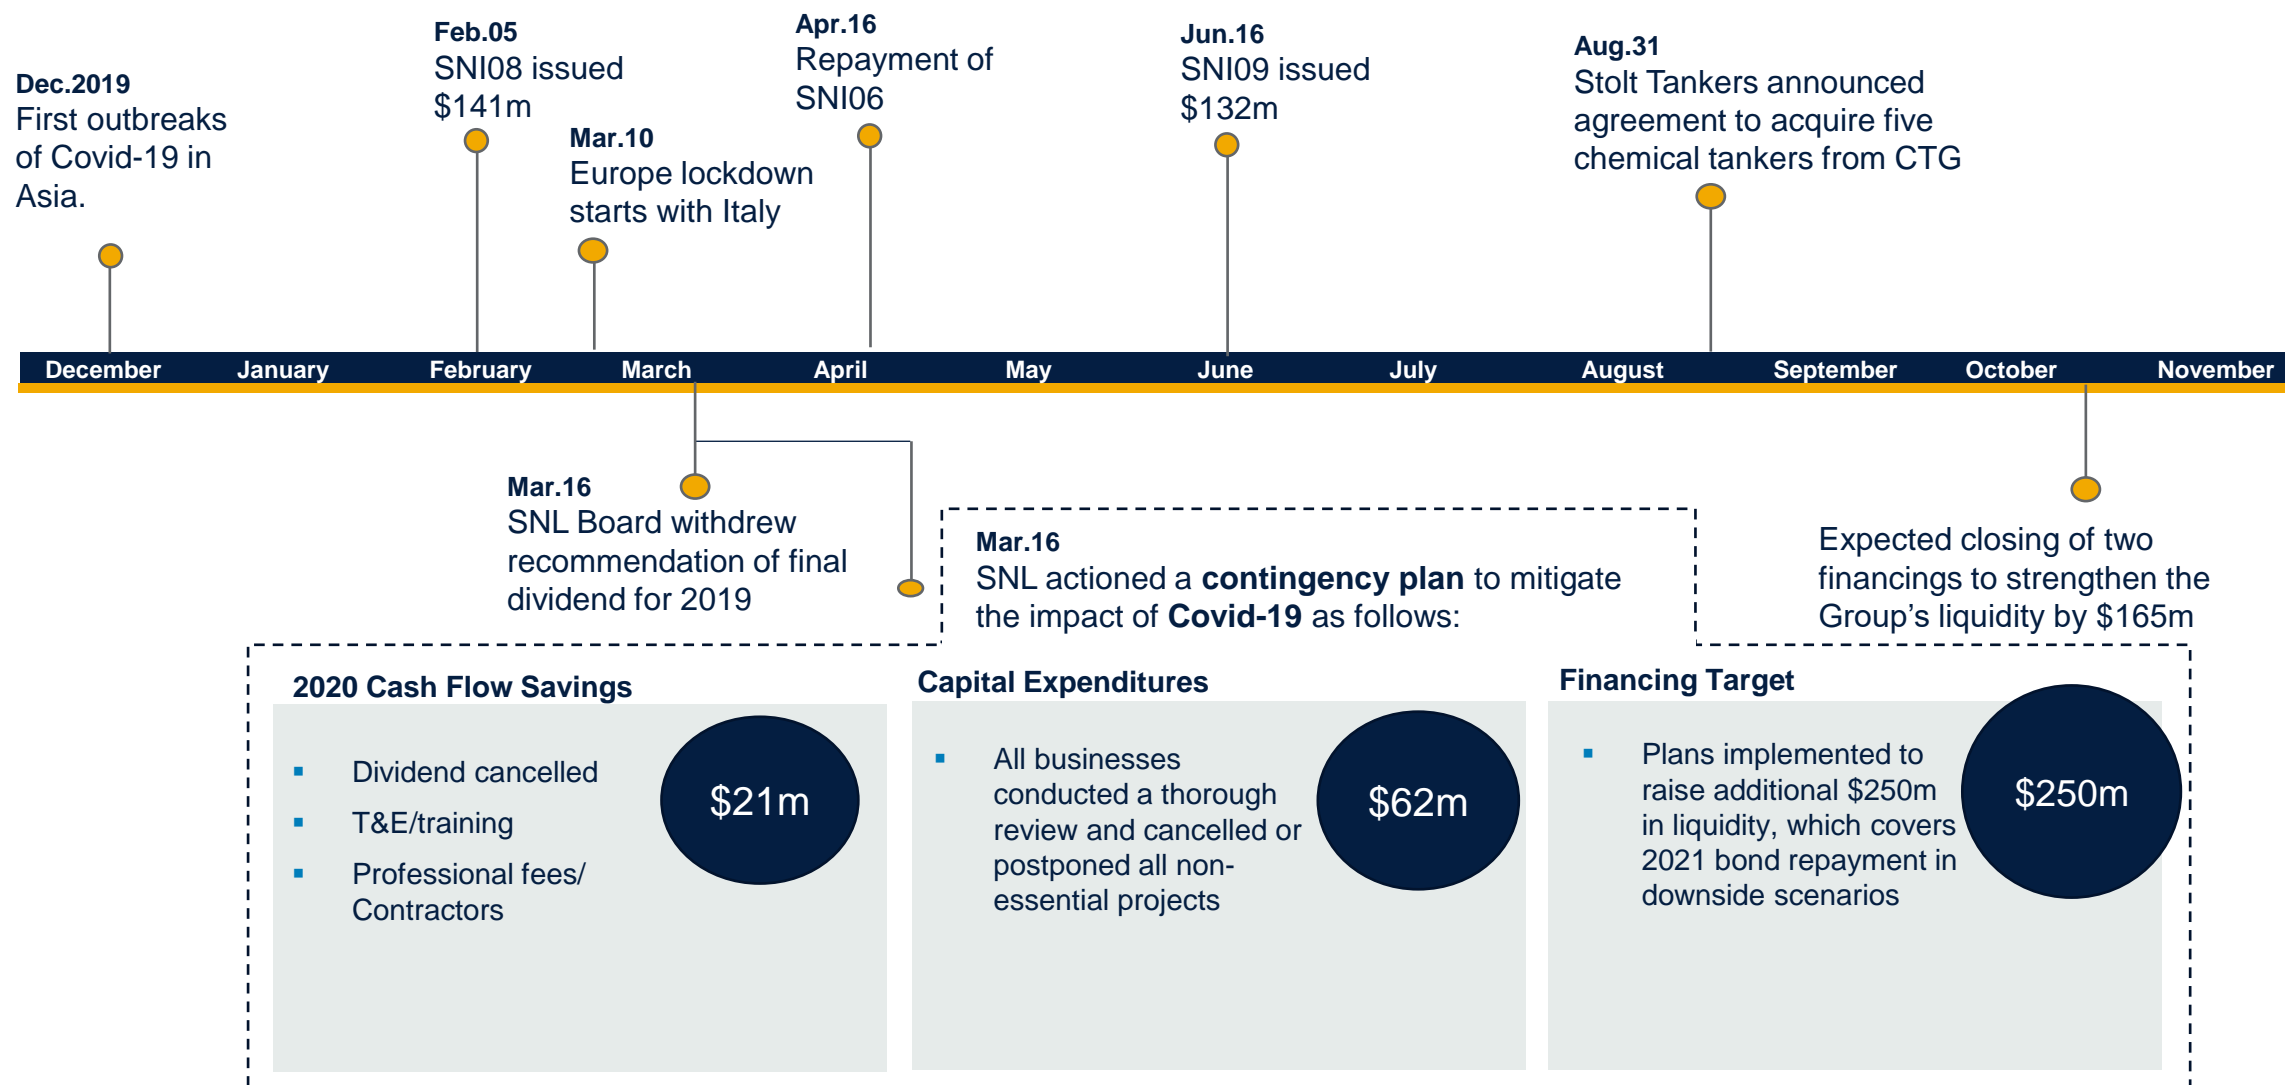 Dec.2019
First outbreaks
of Covid-19 in
Asia.
Feb.05
SNI08 issued
$141m
Mar.10
Europe lockdown
starts with Italy
Apr.16
Repayment of
SNI06
Jun.16
SNI09 issued
$132m
Aug.31
Stolt Tankers announced
agreement to acquire five
chemical tankers from CTG
December January February March April May June July August September October November
Mar.16
SNL Board withdrew
recommendation of final
dividend for 2019
Mar.16
SNL actioned a contingency plan to mitigate
the impact of Covid-19 as follows:
Expected closing of two
financings to strengthen the
Group’s liquidity by $165m
2020 Cash Flow Savings
▪ Dividend cancelled
▪ T&E/training
▪ Professional fees/
Contractors
$21m
Capital Expenditures
▪ All businesses
conducted a thorough
review and cancelled or
postponed all non-
essential projects
$62m
Financing Target
▪ Plans implemented to
raise additional $250m
in liquidity, which covers
2021 bond repayment in
downside scenarios
$250m